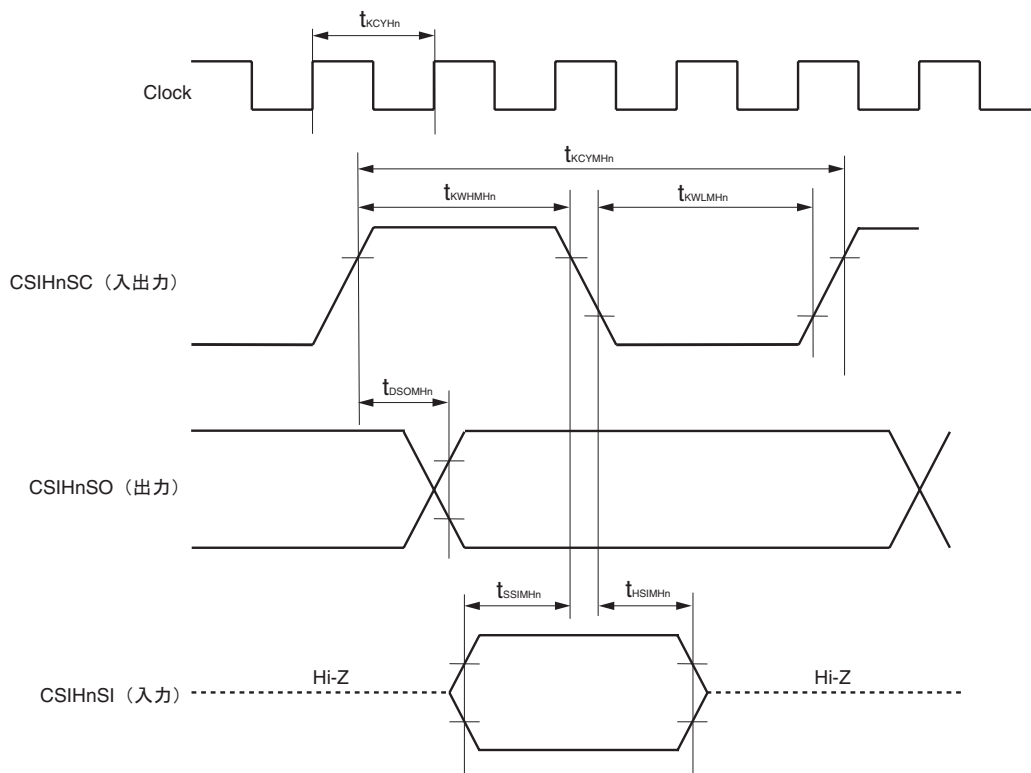 tKCYHn
Clock
tKCYMHn
tKWHMHn
tKWLMHn
CSIHnSC（入出力）
tDSOMHn
CSIHnSO（出力）
tSSIMHn
tHSIMHn
Hi-Z
Hi-Z
CSIHnSI（入力）